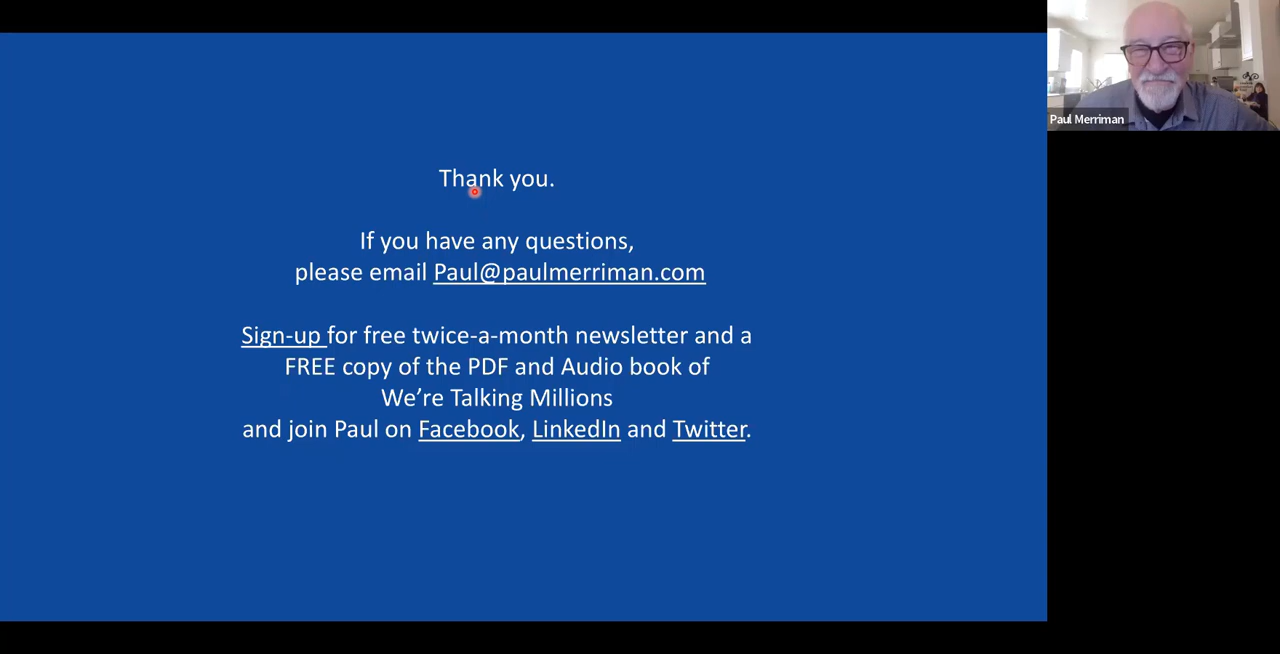 Thank you.
If you have any questions,
please email Paul@paulmerriman.com
Sign-up for free twice-a-month newsletter and a
FREE copy of the PDF and Audio book of
We’re Talking Millions
and join Paul on Facebook, LinkedIn and Twitter.
Paul Merriman